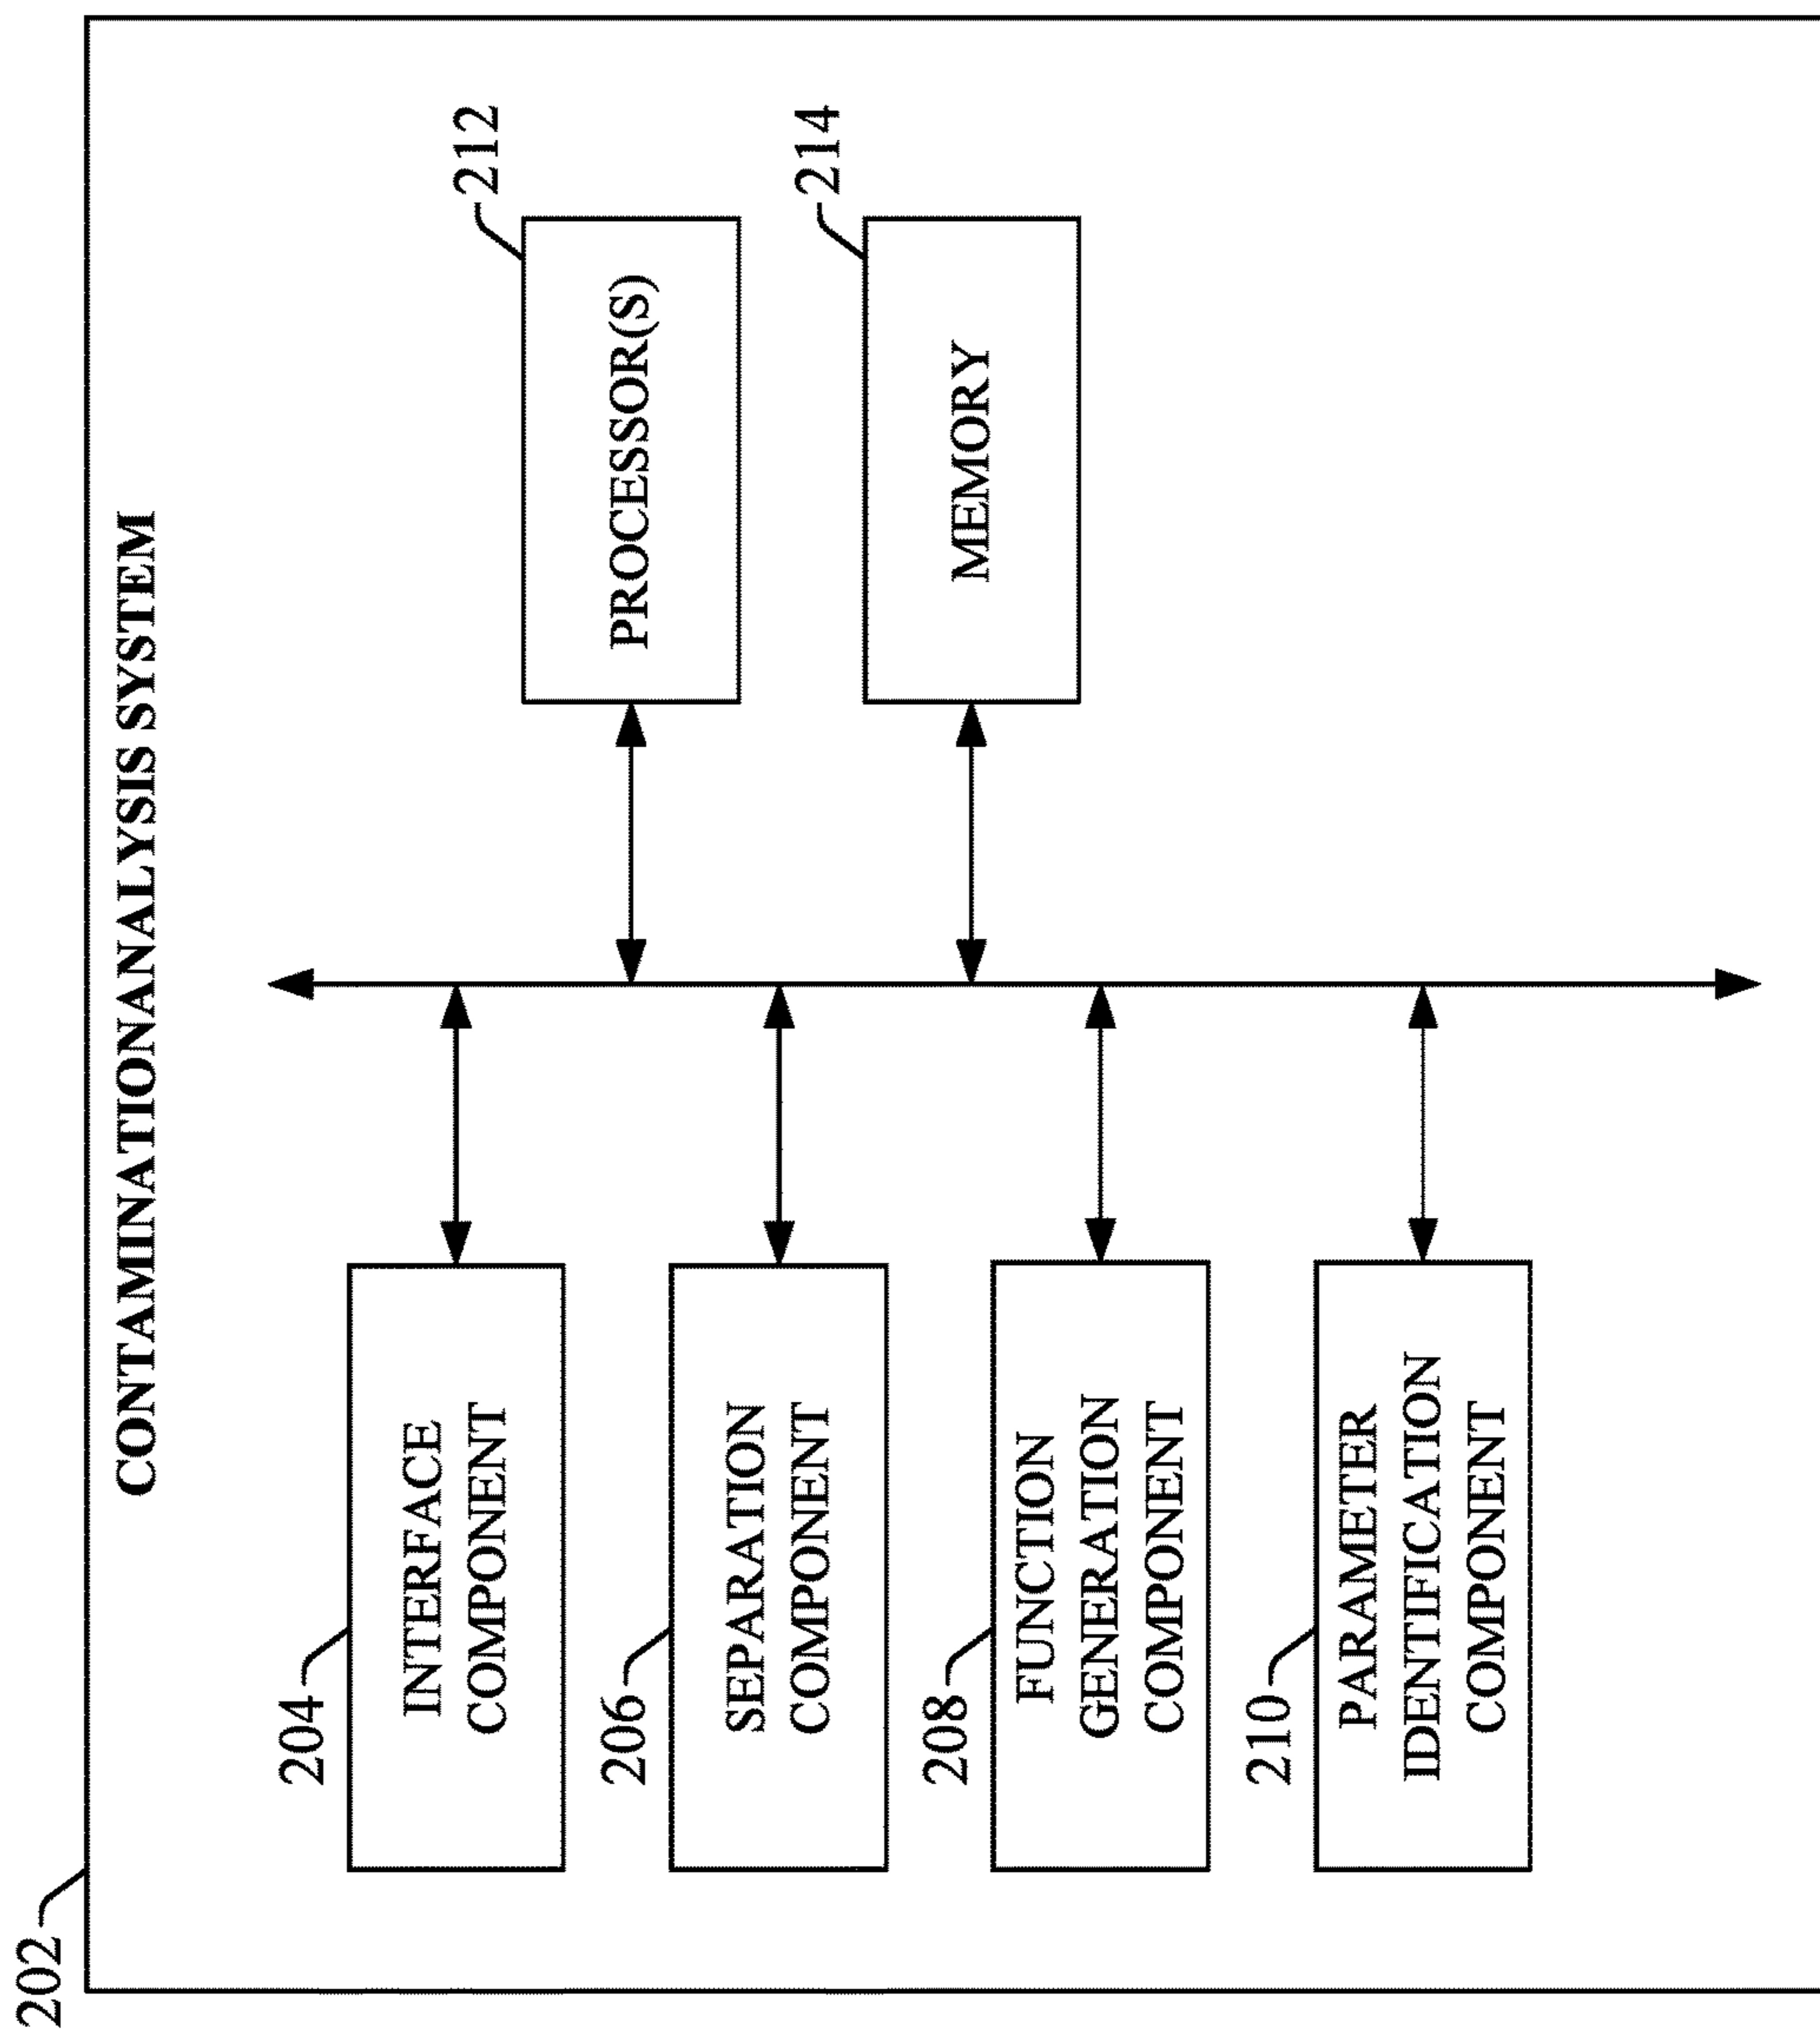 202
CONTAMINATIONANALYSIS SYSTEM
204
INTERFACE
COMPONENT
206
SEPARATION
COMPONENT
208
FUNCTION
GENERATION
COMPONENT
210
PARAMETER
IDENTIFICATION
COMPONENT
212
PROCESSOR(S)
214
MEMORY